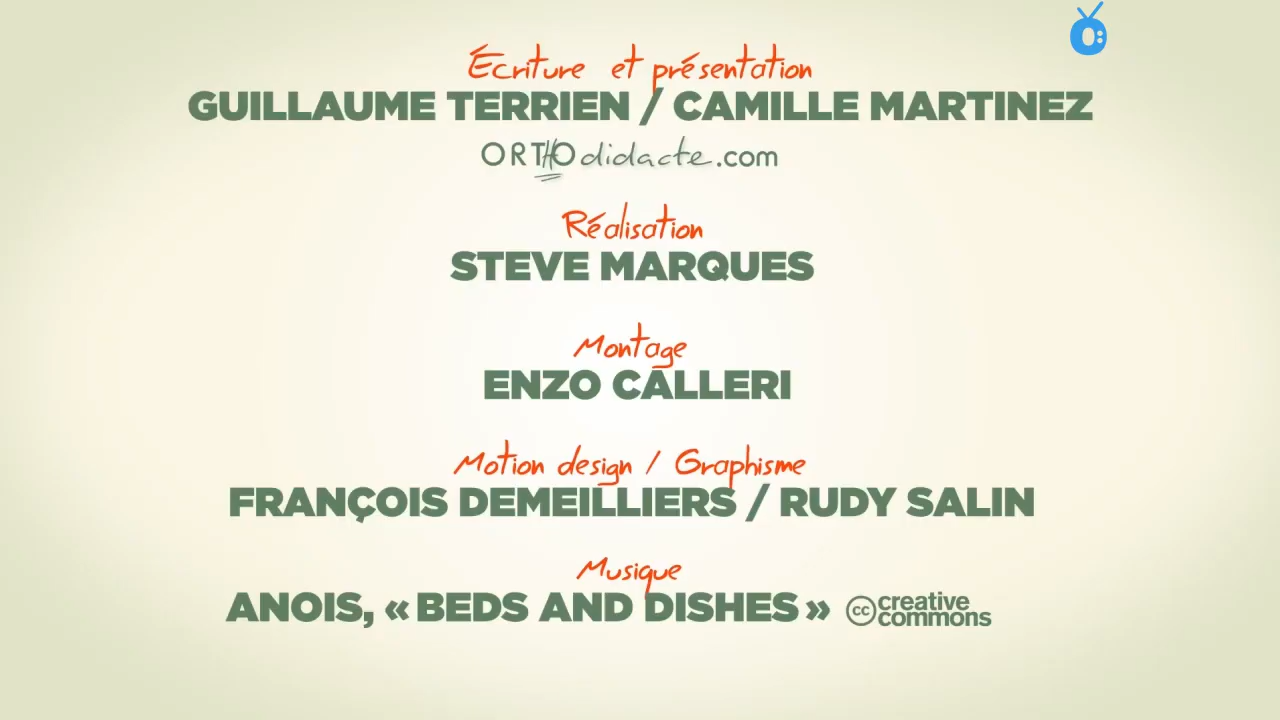 Écriture et présentation
GUILLAUME TERRIEN / CAMILLE MARTINEZ
ORTHOdidacte.com
Réalisation
STEVE MARQUES
Montage
ENZO CALLERI
Motion design / Graphisme
FRANÇOIS DEMEILLIERS / RUDY SALIN
Musique
ANOIS, « BEDS AND DISHES » cc creative commons